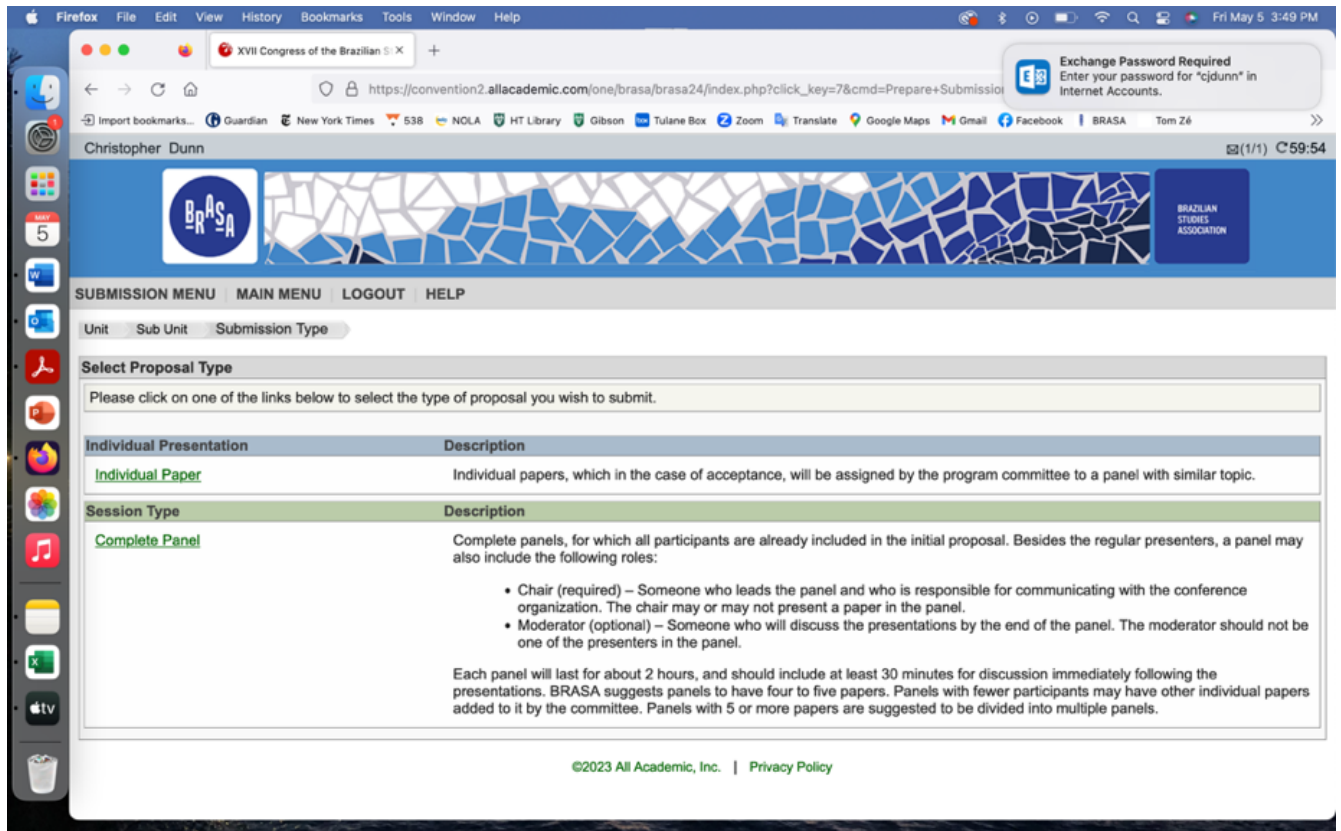 Firefox File Edit View History Bookmarks Tools Window Help Fri May 5 3:49 PM
XVII Congress of the Brazilian St
Exchange Password Required
Enter your password for "cjdunn" in
Internet Accounts.
https://convention2.allacademic.com/one/brasa/brasa24/index.php?click_key=7&cmd=Prepare+Submission
Import bookmarks... Guardian New York Times 538 NOLA HT Library Gibson Tulane Box Zoom Translate Google Maps Gmail Facebook BRASA Tom Zé
Christopher Dunn (1/1) 59:54
BRASA
BRAZILIAN
STUDIES
ASSOCIATION
SUBMISSION MENU MAIN MENU LOGOUT HELP
Unit Sub Unit Submission Type
Select Proposal Type
Please click on one of the links below to select the type of proposal you wish to submit.
Individual Presentation Description
Individual Paper Individual papers, which in the case of acceptance, will be assigned by the program committee to a panel with similar topic.
Session Type Description
Complete Panel Complete panels, for which all participants are already included in the initial proposal. Besides the regular presenters, a panel may
also include the following roles:
• Chair (required) – Someone who leads the panel and who is responsible for communicating with the conference
organization. The chair may or may not present a paper in the panel.
• Moderator (optional) – Someone who will discuss the presentations by the end of the panel. The moderator should not be
one of the presenters in the panel.
Each panel will last for about 2 hours, and should include at least 30 minutes for discussion immediately following the
presentations. BRASA suggests panels to have four to five papers. Panels with fewer participants may have other individual papers
added to it by the committee. Panels with 5 or more papers are suggested to be divided into multiple panels.
©2023 All Academic, Inc. | Privacy Policy
MAY
5
tv